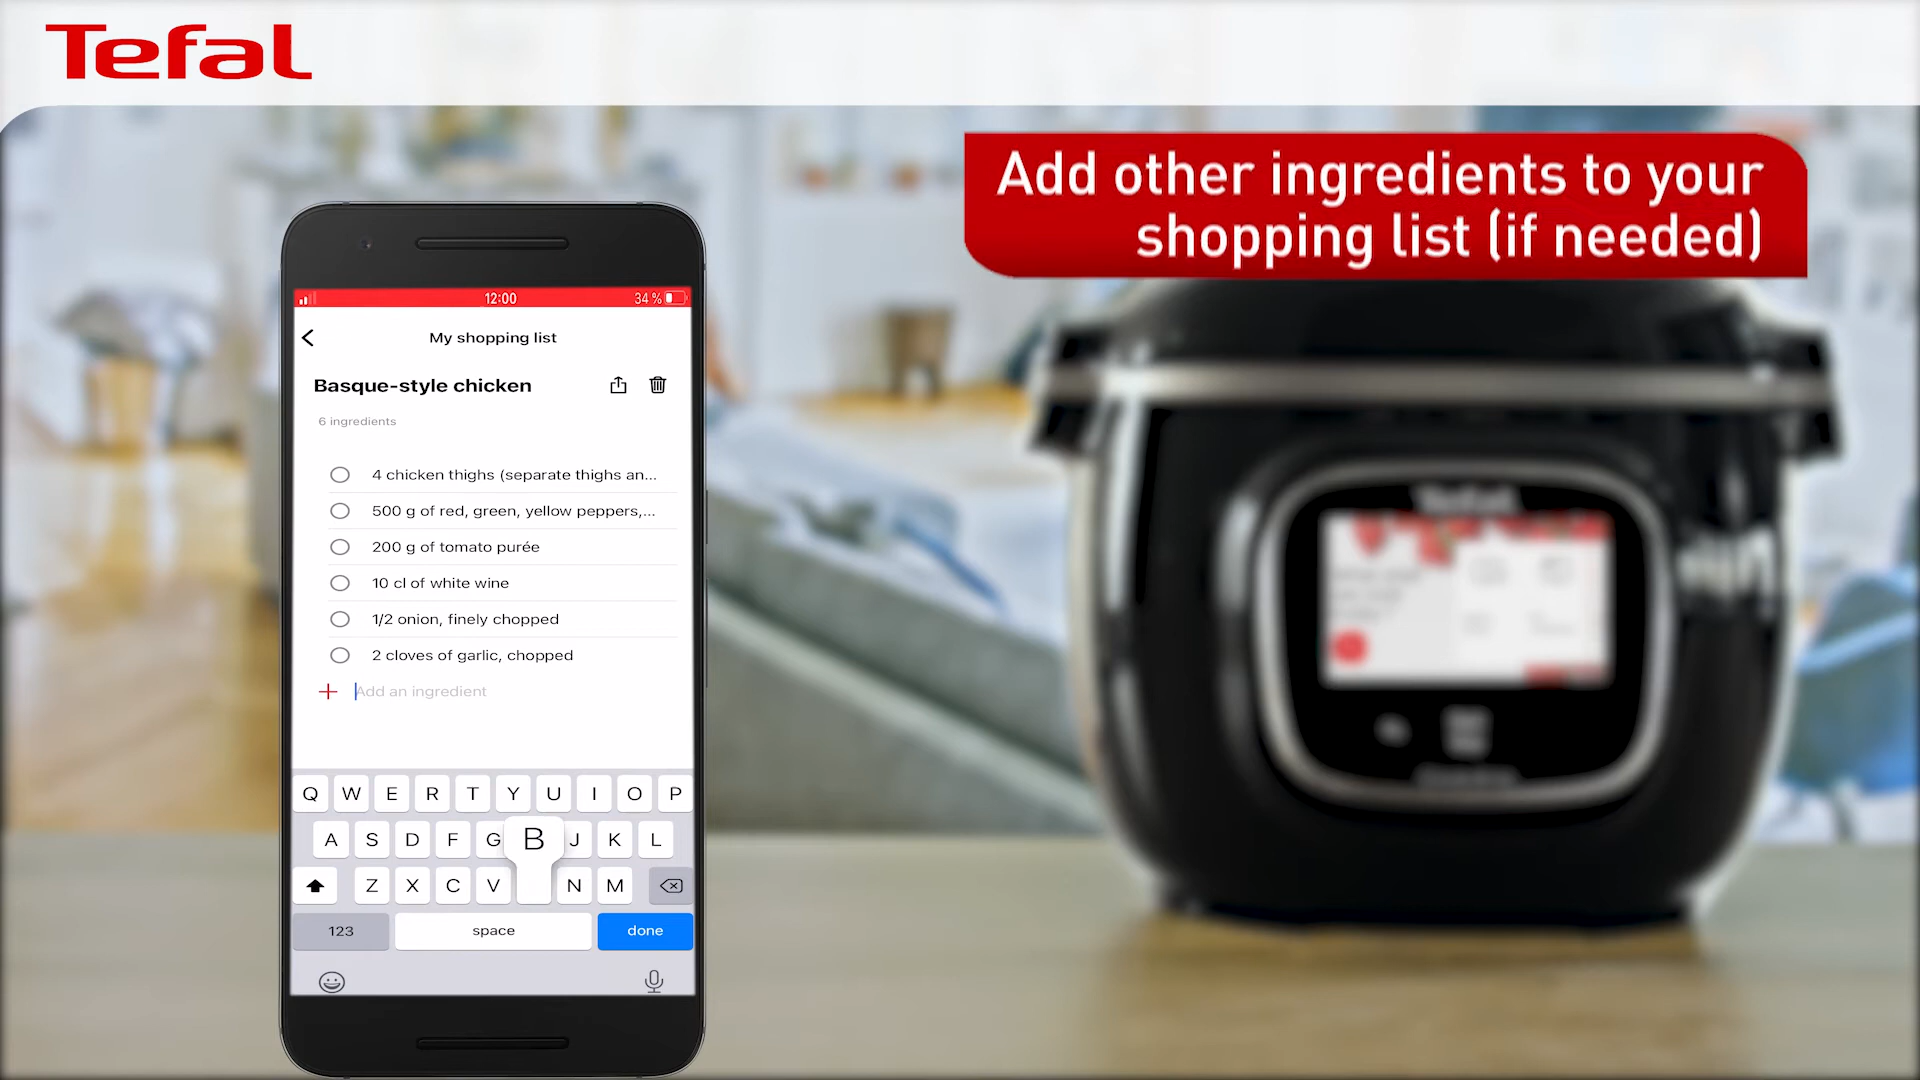 Tefal
Add other ingredients to your
shopping list (if needed)
12:00
34 %
My shopping list
Basque-style chicken
6 ingredients
4 chicken thighs (separate thighs an...
500 g of red, green, yellow peppers,...
200 g of tomato purée
10 cl of white wine
1/2 onion, finely chopped
2 cloves of garlic, chopped
Add an ingredient
Q W E R T Y U I O P
A S D F G B J K L
Z X C V N M
123 space done
Tefal